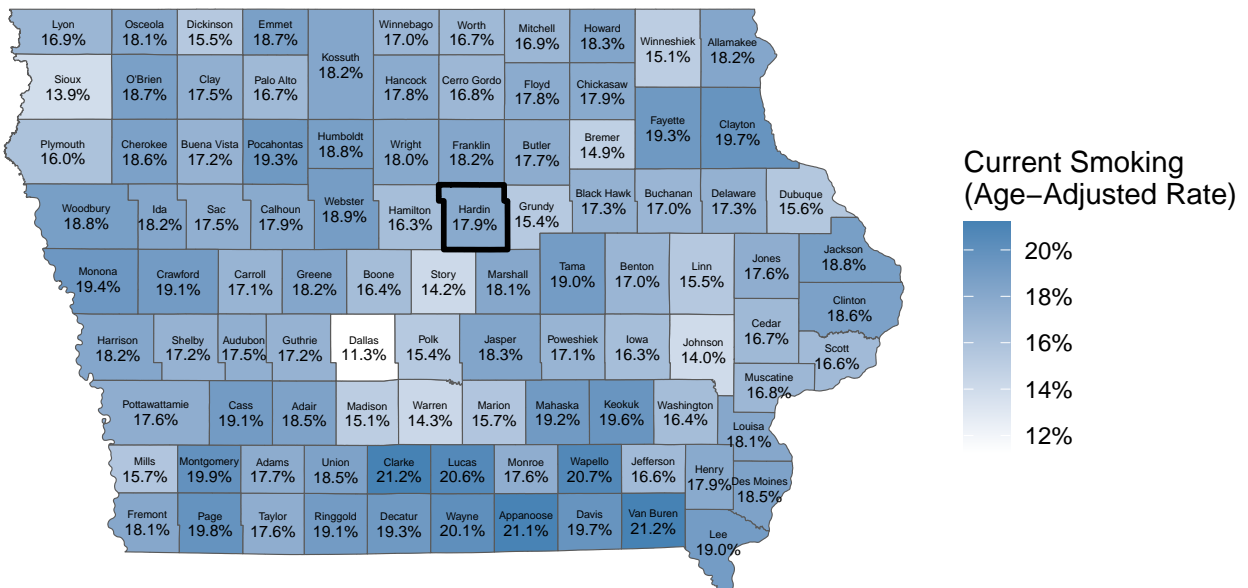 Lyon
16.9%
Osceola
18.1%
Dickinson
15.5%
Emmet
18.7%
Kossuth
18.2%
Winnebago
17.0%
Worth
16.7%
Mitchell
16.9%
Howard
18.3%
Winneshiek
15.1%
Allamakee
18.2%
Sioux
13.9%
O'Brien
18.7%
Clay
17.5%
Palo Alto
16.7%
Hancock
17.8%
Cerro Gordo
16.8%
Floyd
17.8%
Chickasaw
17.9%
Fayette
19.3%
Clayton
19.7%
Plymouth
16.0%
Cherokee
18.6%
Buena Vista
17.2%
Pocahontas
19.3%
Humboldt
18.8%
Wright
18.0%
Franklin
18.2%
Butler
17.7%
Bremer
14.9%
Woodbury
18.8%
Ida
18.2%
Sac
17.5%
Calhoun
17.9%
Webster
18.9%
Hamilton
16.3%
Hardin
17.9%
Grundy
15.4%
Black Hawk
17.3%
Buchanan
17.0%
Delaware
17.3%
Dubuque
15.6%
Monona
19.4%
Crawford
19.1%
Carroll
17.1%
Greene
18.2%
Boone
16.4%
Story
14.2%
Marshall
18.1%
Tama
19.0%
Benton
17.0%
Linn
15.5%
Jones
17.6%
Jackson
18.8%
Clinton
18.6%
Harrison
18.2%
Shelby
17.2%
Audubon
17.5%
Guthrie
17.2%
Dallas
11.3%
Polk
15.4%
Jasper
18.3%
Poweshiek
17.1%
Iowa
16.3%
Johnson
14.0%
Cedar
16.7%
Scott
16.6%
Muscatine
16.8%
Pottawattamie
17.6%
Cass
19.1%
Adair
18.5%
Madison
15.1%
Warren
14.3%
Marion
15.7%
Mahaska
19.2%
Keokuk
19.6%
Washington
16.4%
Louisa
18.1%
Mills
15.7%
Montgomery
19.9%
Adams
17.7%
Union
18.5%
Clarke
21.2%
Lucas
20.6%
Monroe
17.6%
Wapello
20.7%
Jefferson
16.6%
Henry
17.9%
Des Moines
18.5%
Fremont
18.1%
Page
19.8%
Taylor
17.6%
Ringgold
19.1%
Decatur
19.3%
Wayne
20.1%
Appanoose
21.1%
Davis
19.7%
Van Buren
21.2%
Lee
19.0%
Current Smoking
(Age−Adjusted Rate)
20%
18%
16%
14%
12%